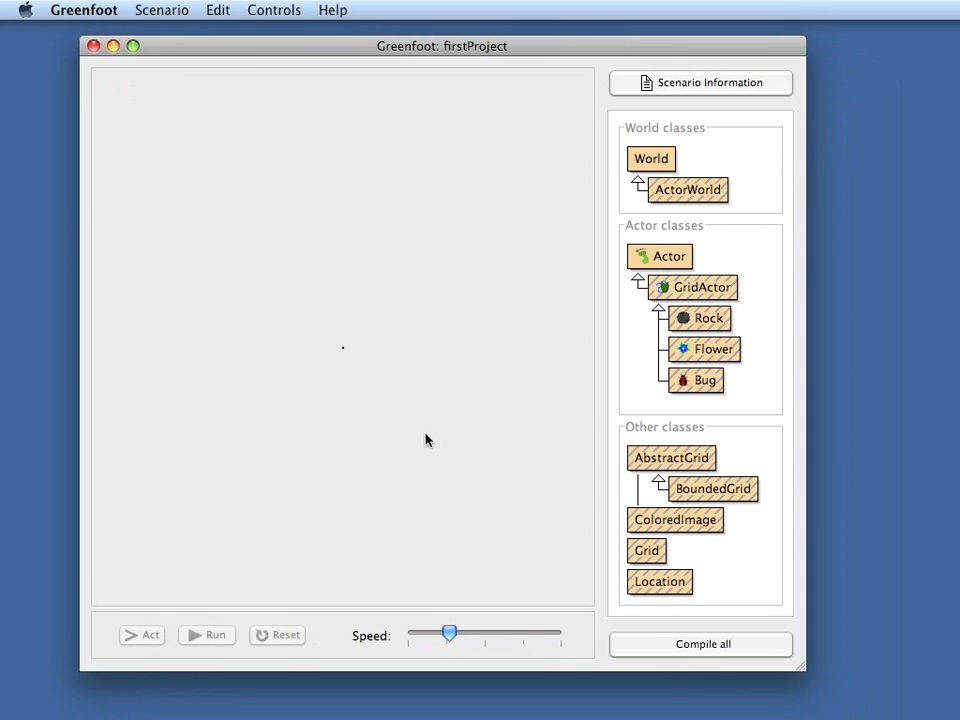 Greenfoot Scenario Edit Controls Help
Greenfoot: firstProject
Scenario Information
World classes
World
ActorWorld
Actor classes
Actor
GridActor
Rock
Flower
Bug
Other classes
AbstractGrid
BoundedGrid
ColoredImage
Grid
Location
Act Run Reset Speed:
Compile all